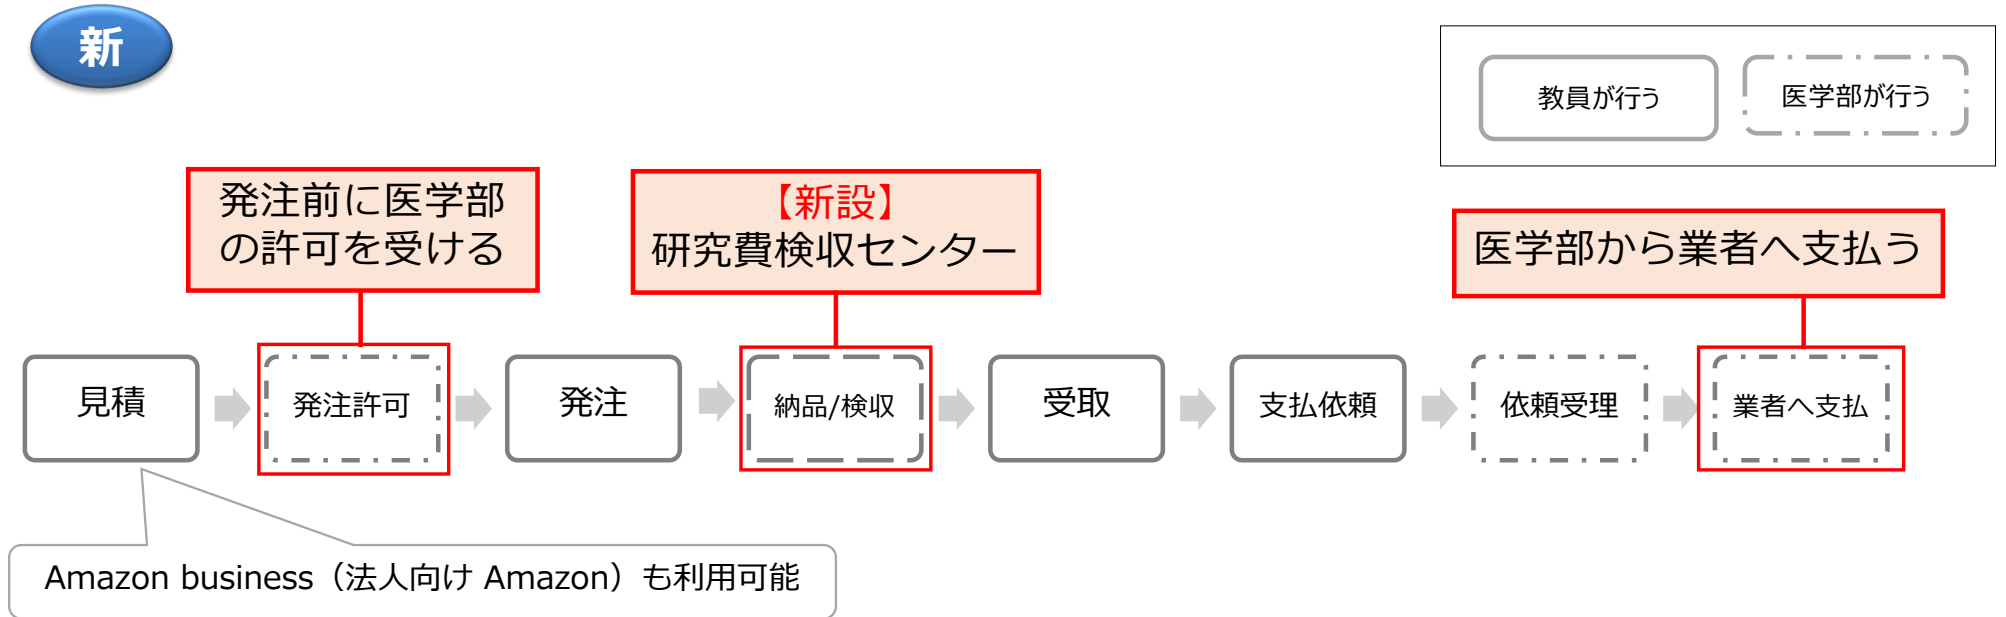 新
教員が行う
医学部が行う
発注前に医学部
の許可を受ける
【新設】
研究費検収センター
医学部から業者へ支払う
見積
発注許可
発注
納品/検収
受取
支払依頼
依頼受理
業者へ支払
Amazon business（法人向け Amazon）も利用可能